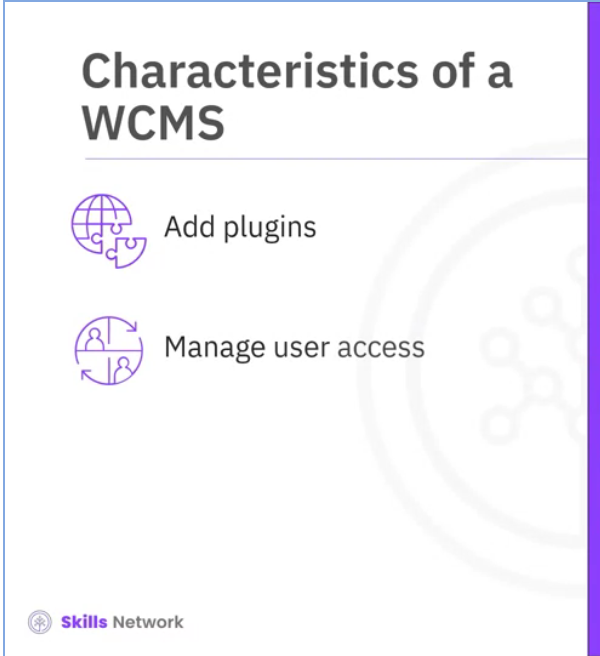 Characteristics of a
WCMS
Add plugins
Manage user access
Skills Network